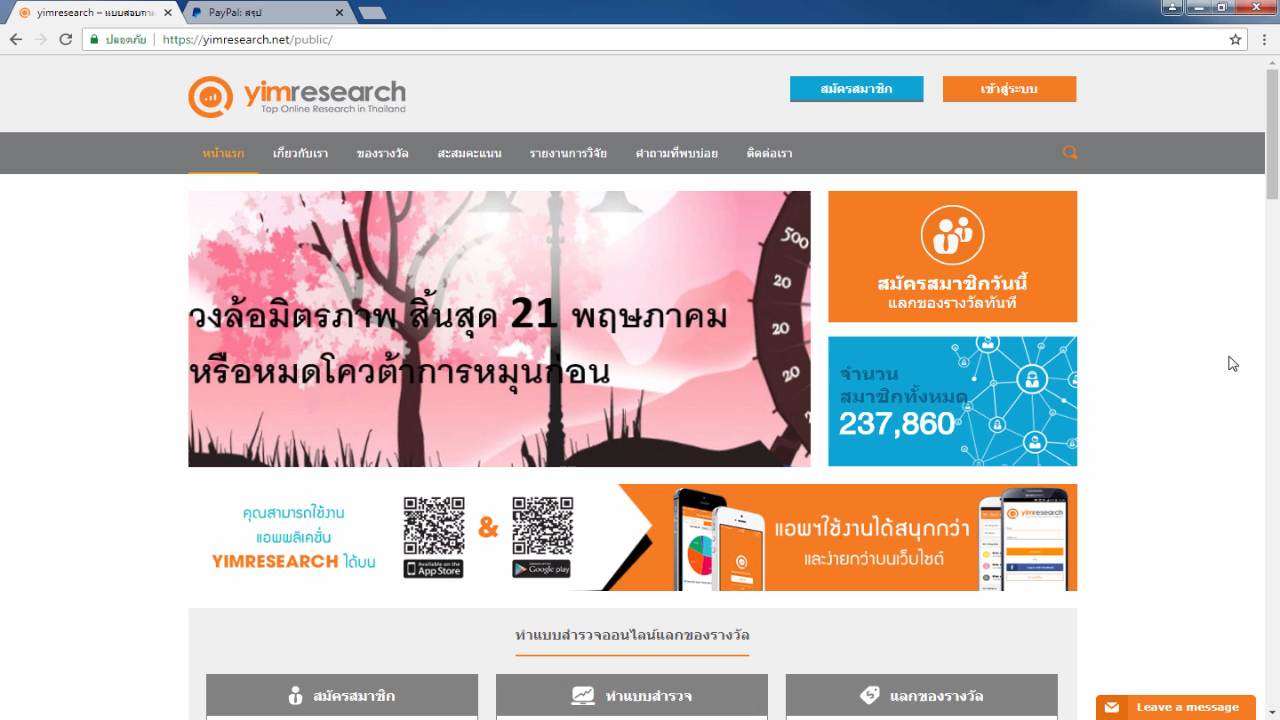 yimresearch – แบบสอบถาม
PayPal: สรุป
ปลอดภัย
https://yimresearch.net/public/
yimresearch
Top Online Research in Thailand
สมัครสมาชิก
เข้าสู่ระบบ
หน้าแรก
เกี่ยวกับเรา
ของรางวัล
สะสมคะแนน
รายงานการวิจัย
คำถามที่พบบ่อย
ติดต่อเรา
วงล้อมิตรภาพ สิ้นสุด 21 พฤษภาคม
หรือหมดโควต้าการหมุนก่อน
500
20
20
20
สมัครสมาชิกวันนี้
แลกของรางวัลทันที
จำนวน
สมาชิกทั้งหมด
237,860
คุณสามารถใช้งาน
แอพพลิเคชั่น
YIMRESEARCH ได้บน
Available on the
App Store
&
Google play
แอพฯใช้งานได้สนุกกว่า
และง่ายกว่าบนเว็บไซต์
yimresearch
ทำแบบสำรวจออนไลน์แลกของรางวัล
สมัครสมาชิก
ทำแบบสำรวจ
แลกของรางวัล
Leave a message